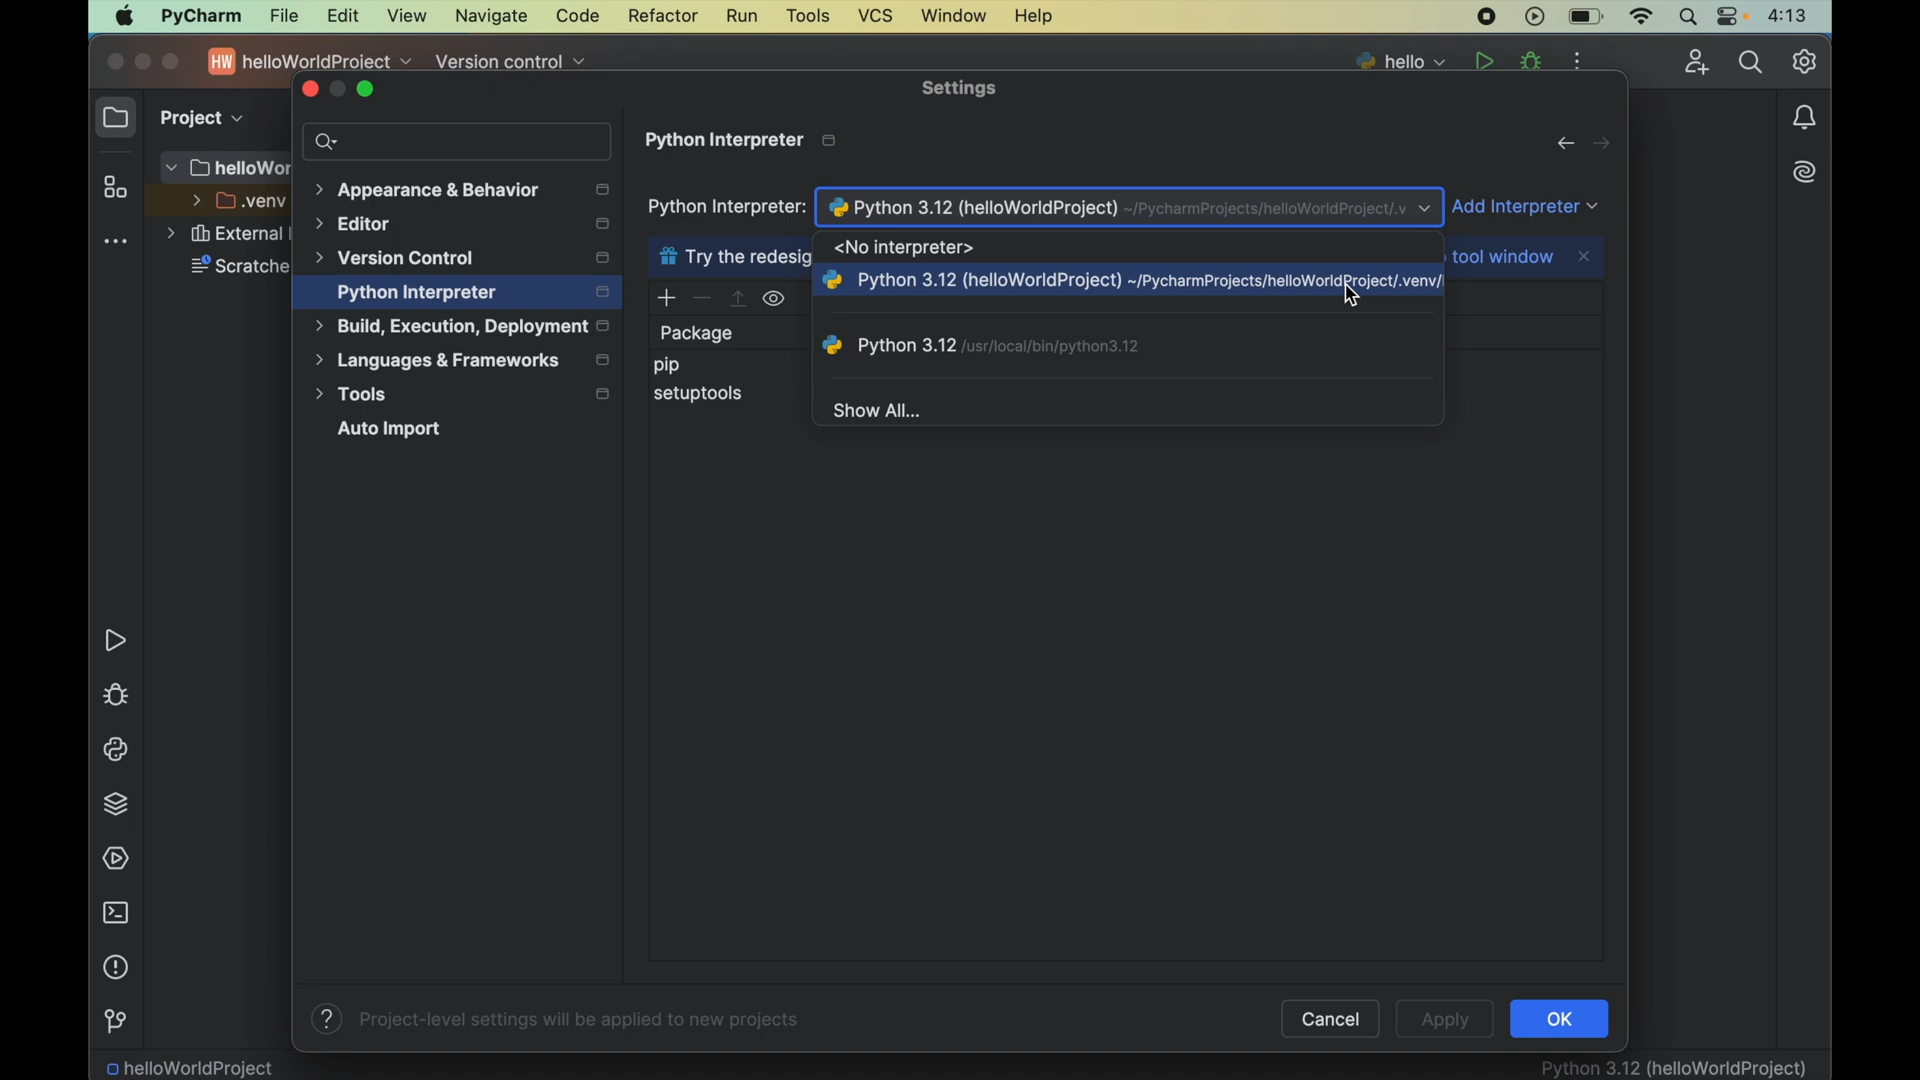 PyCharm File Edit View Navigate Code Refactor Run Tools VCS Window Help 4:13
HW helloWorldProject Version control hello
Settings
Project
helloWor
.venv
External
Scratche
Appearance & Behavior
Editor
Version Control
Python Interpreter
Build, Execution, Deployment
Languages & Frameworks
Tools
Auto Import
Python Interpreter
Python Interpreter: Python 3.12 (helloWorldProject) ~/PycharmProjects/helloWorldProject/.v Add Interpreter
Try the redesig tool window
<No interpreter>
Python 3.12 (helloWorldProject) ~/PycharmProjects/helloWorldProject/.venv/
Python 3.12 /usr/local/bin/python3.12
Show All...
Package
pip
setuptools
? Project-level settings will be applied to new projects
Cancel Apply OK
helloWorldProject Python 3.12 (helloWorldProject)